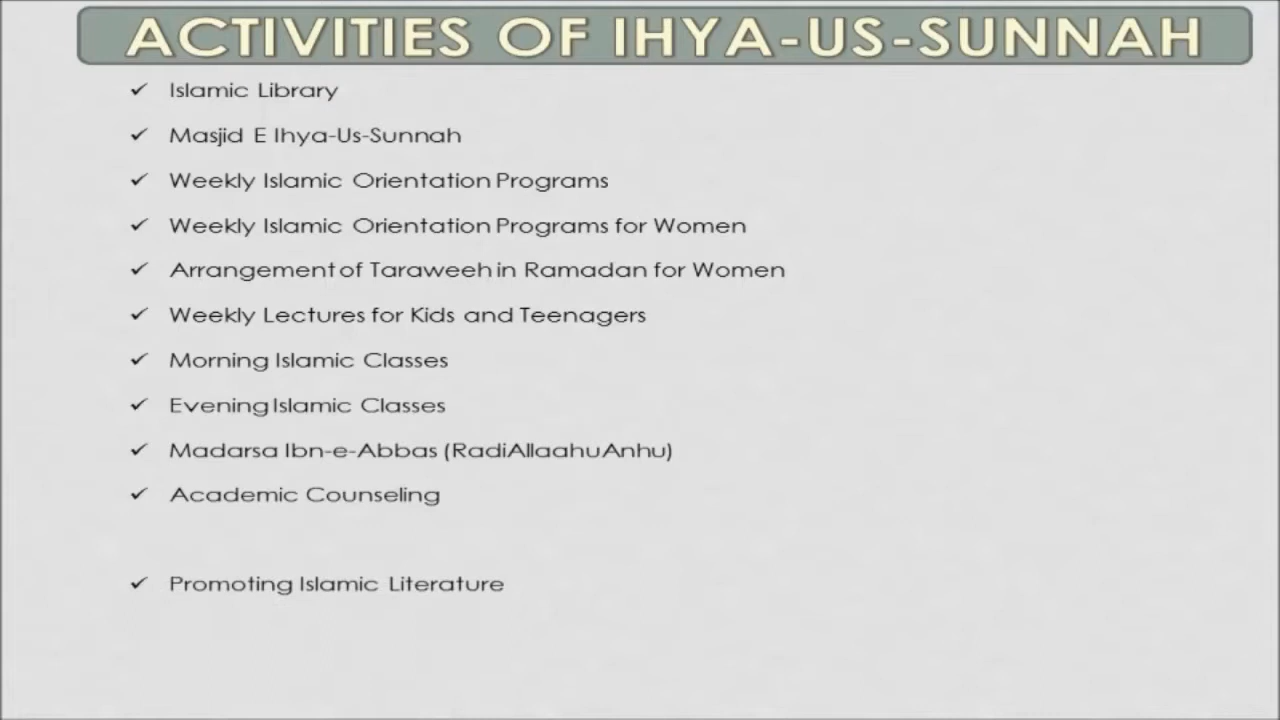 ACTIVITIES OF IHYA-US-SUNNAH
✓ Islamic Library
✓ Masjid E Ihya-Us-Sunnah
✓ Weekly Islamic Orientation Programs
✓ Weekly Islamic Orientation Programs for Women
✓ Arrangement of Taraweeh in Ramadan for Women
✓ Weekly Lectures for Kids and Teenagers
✓ Morning Islamic Classes
✓ Evening Islamic Classes
✓ Madarsa Ibn-e-Abbas (RadiAllaahuAnhu)
✓ Academic Counseling
✓ Promoting Islamic Literature